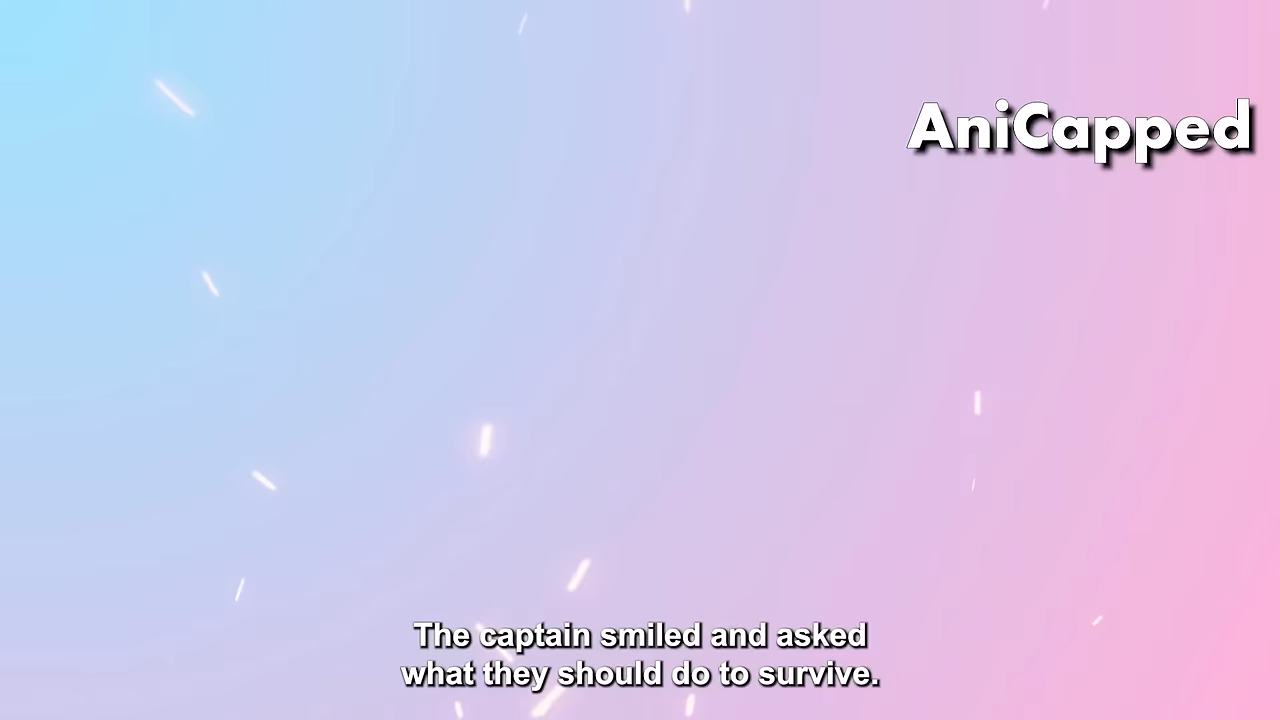 AniCapped
The captain smiled and asked
what they should do to survive.